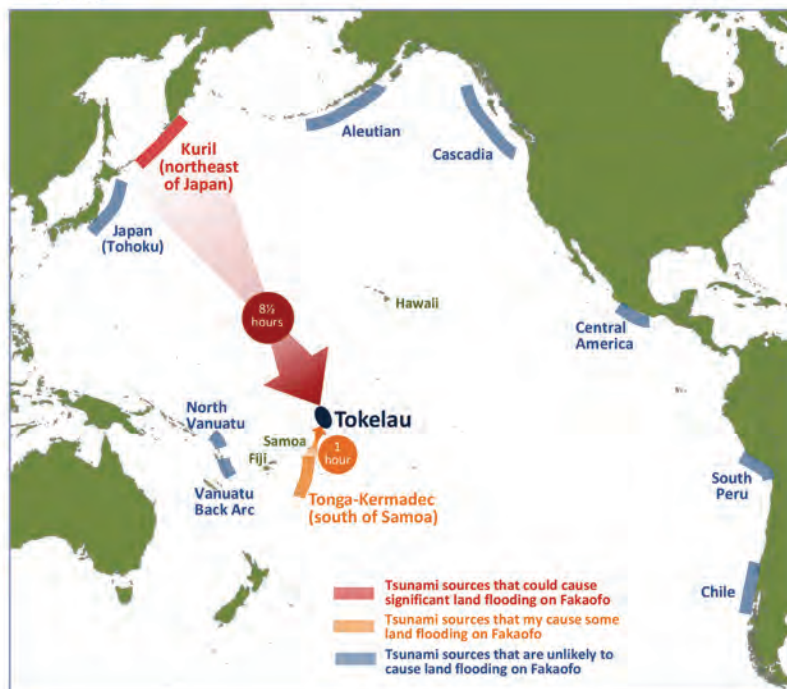 Aleutian
Cascadia
Kuril
(northeast
of Japan)
Japan
(Tohoku)
8½
hours
Hawaii
Central
America
Tokelau
North
Vanuatu
Samoa
1
hour
Fiji
Vanuatu
Back Arc
Tonga-Kermadec
(south of Samoa)
South
Peru
Chile
Tsunami sources that could cause
significant land flooding on Fakaofo
Tsunami sources that my cause some
land flooding on Fakaofo
Tsunami sources that are unlikely to
cause land flooding on Fakaofo